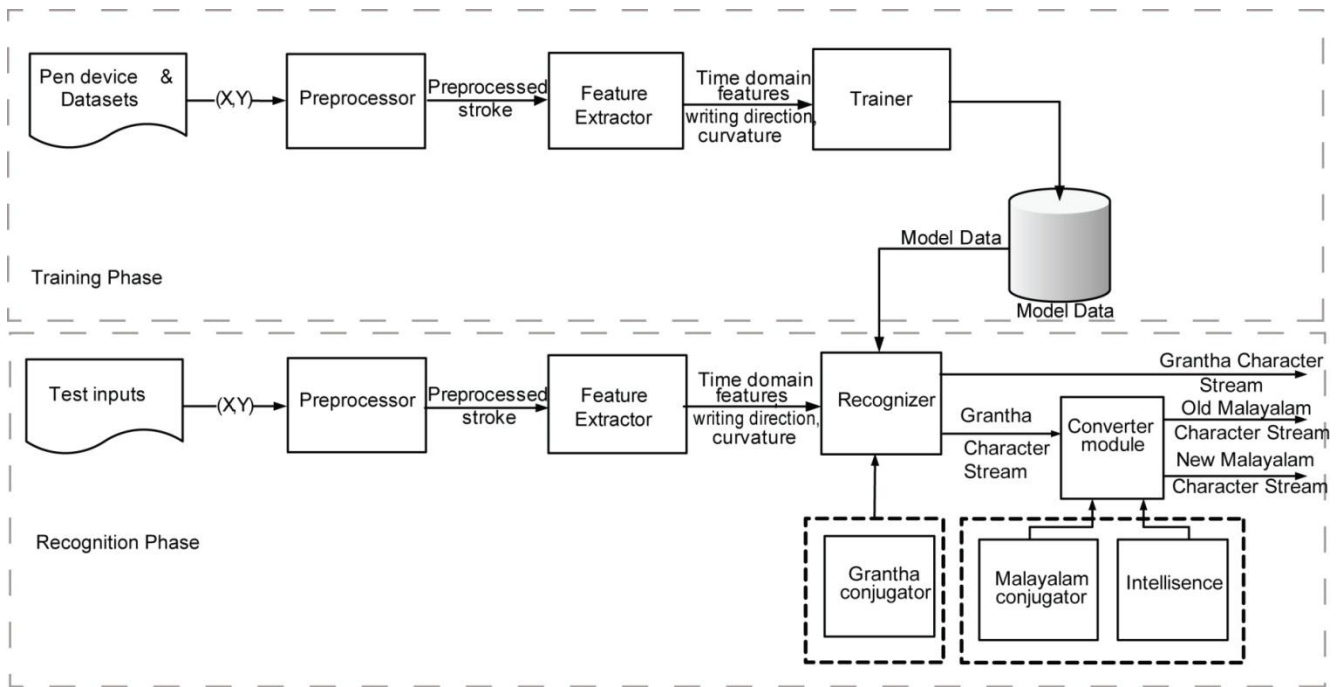 Pen device &
Datasets
(X,Y)
Preprocessor
Preprocessed
stroke
Feature
Extractor
Time domain
features
writing direction,
curvature
Trainer
Model Data
Model Data
Training Phase
Test inputs
(X,Y)
Preprocessor
Preprocessed
stroke
Feature
Extractor
Time domain
features
writing direction,
curvature
Recognizer
Grantha Character
Stream
Grantha
Character
Stream
Converter
module
Old Malayalam
Character Stream
New Malayalam
Character Stream
Recognition Phase
Grantha
conjugator
Malayalam
conjugator
Intellisence